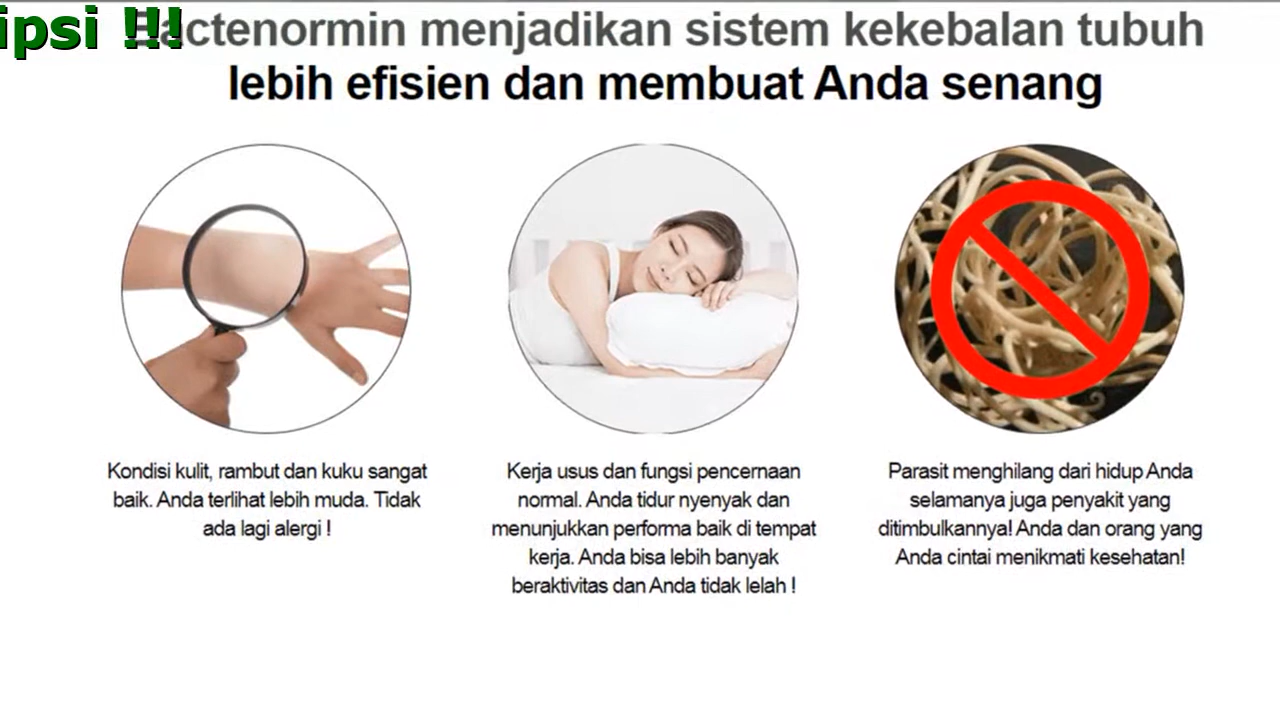 ipsi !!!
Bactenormin menjadikan sistem kekebalan tubuh
lebih efisien dan membuat Anda senang
Kondisi kulit, rambut dan kuku sangat
baik. Anda terlihat lebih muda. Tidak
ada lagi alergi !
Kerja usus dan fungsi pencernaan
normal. Anda tidur nyenyak dan
menunjukkan performa baik di tempat
kerja. Anda bisa lebih banyak
beraktivitas dan Anda tidak lelah !
Parasit menghilang dari hidup Anda
selamanya juga penyakit yang
ditimbulkannya! Anda dan orang yang
Anda cintai menikmati kesehatan!